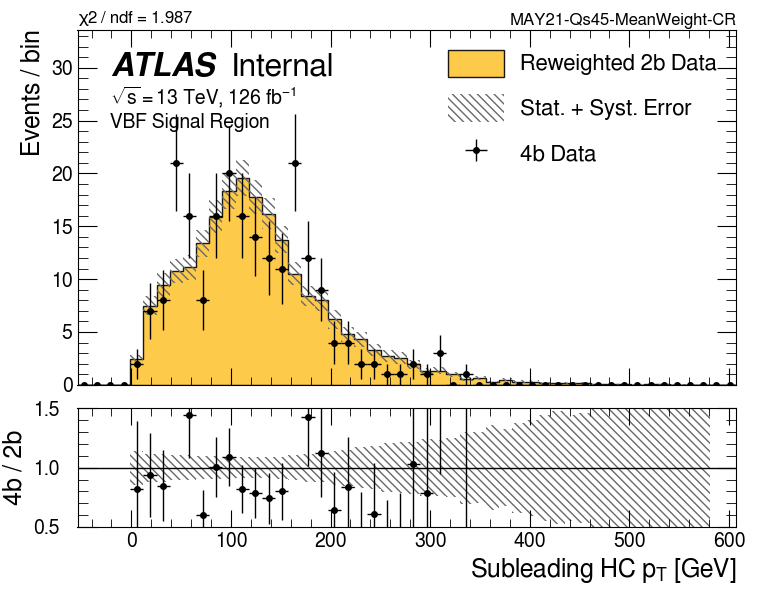 χ2 / ndf = 1.987
MAY21-Qs45-MeanWeight-CR
ATLAS Internal
√s = 13 TeV, 126 fb−1
VBF Signal Region
Reweighted 2b Data
Stat. + Syst. Error
4b Data
Events / bin
30
25
20
15
10
5
0
4b / 2b
1.5
1.0
0.5
0 100 200 300 400 500 600
Subleading HC pT [GeV]